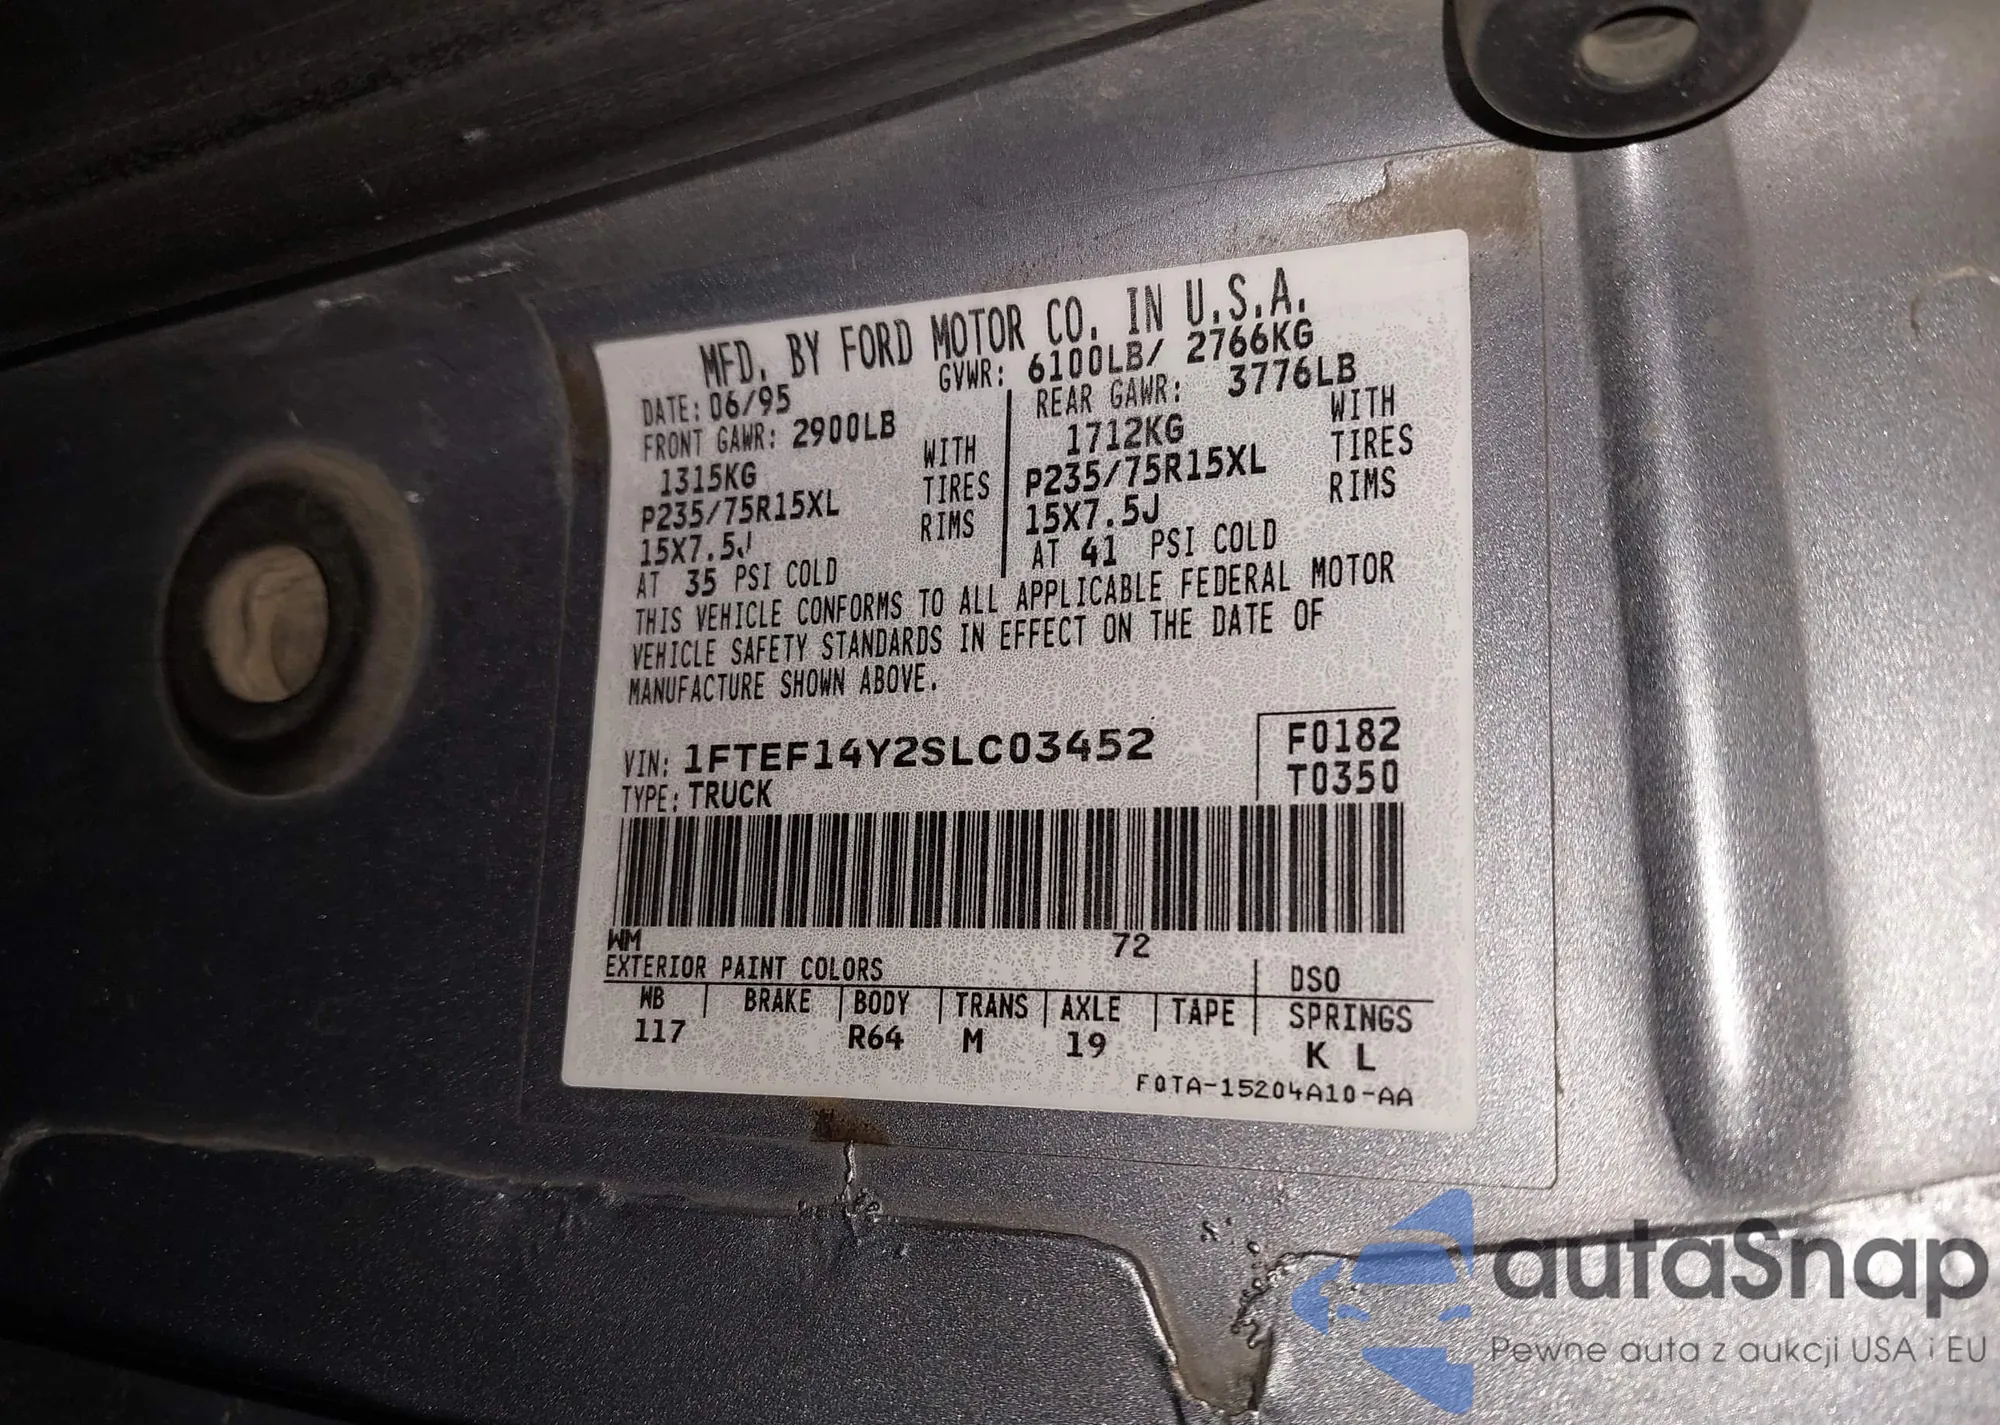 MFD. BY FORD MOTOR CO. IN U.S.A.
DATE: 06/95 GVWR: 6100LB/ 2766KG
FRONT GAWR: 2900LB REAR GAWR: 3776LB
1315KG WITH 1712KG WITH
P235/75R15XL TIRES P235/75R15XL TIRES
15X7.5J RIMS 15X7.5J RIMS
AT 35 PSI COLD AT 41 PSI COLD
THIS VEHICLE CONFORMS TO ALL APPLICABLE FEDERAL MOTOR
VEHICLE SAFETY STANDARDS IN EFFECT ON THE DATE OF
MANUFACTURE SHOWN ABOVE.
VIN: 1FTEF14Y2SLC03452 F0182
TYPE: TRUCK T0350
WM 72
EXTERIOR PAINT COLORS DSO
WB BRAKE BODY TRANS AXLE TAPE SPRINGS
117 R64 M 19 K L
F0TA-15204A10-AA
autaSnap
Pewne auta z aukcji USA i EU